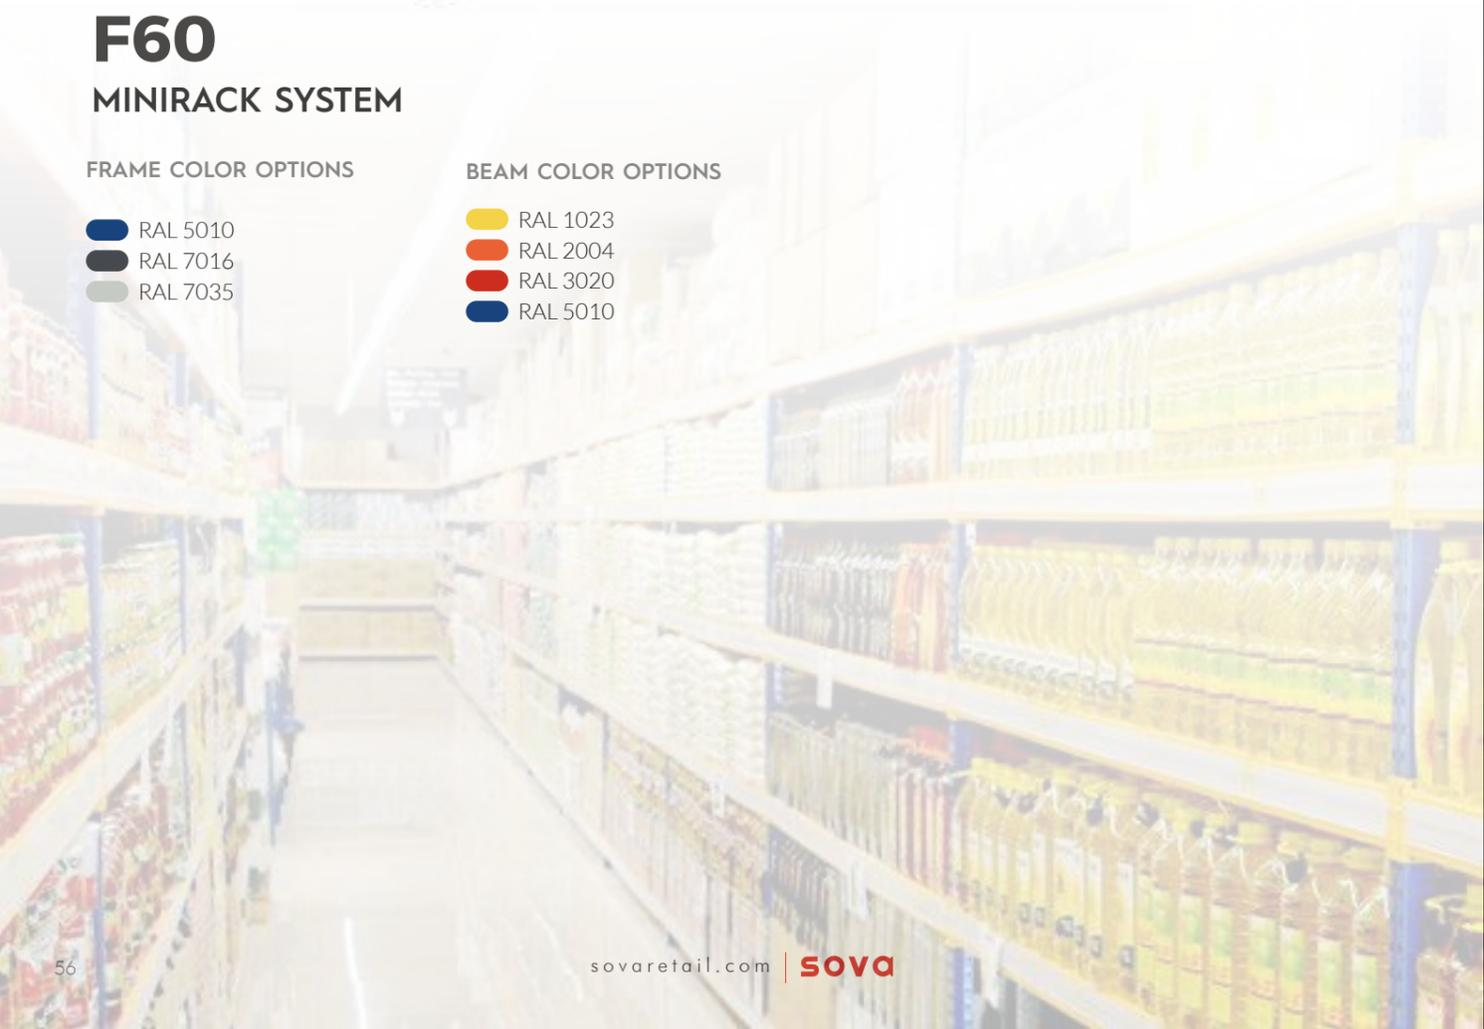 F60
MINIRACK SYSTEM
FRAME COLOR OPTIONS
RAL 5010
RAL 7016
RAL 7035
BEAM COLOR OPTIONS
RAL 1023
RAL 2004
RAL 3020
RAL 5010
56
sovaretail.com | sova